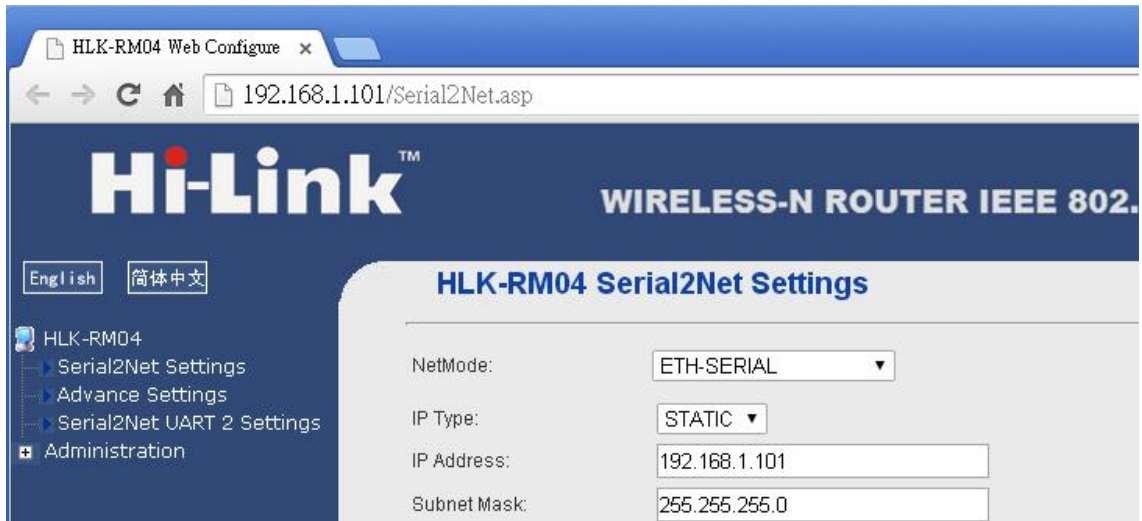 HLK-RM04 Web Configure
192.168.1.101/Serial2Net.asp
Hi-Link™
WIRELESS-N ROUTER IEEE 802.
English 简体中文
HLK-RM04 Serial2Net Settings
HLK-RM04
Serial2Net Settings
Advance Settings
Serial2Net UART 2 Settings
Administration
NetMode: ETH-SERIAL
IP Type: STATIC
IP Address: 192.168.1.101
Subnet Mask: 255.255.255.0